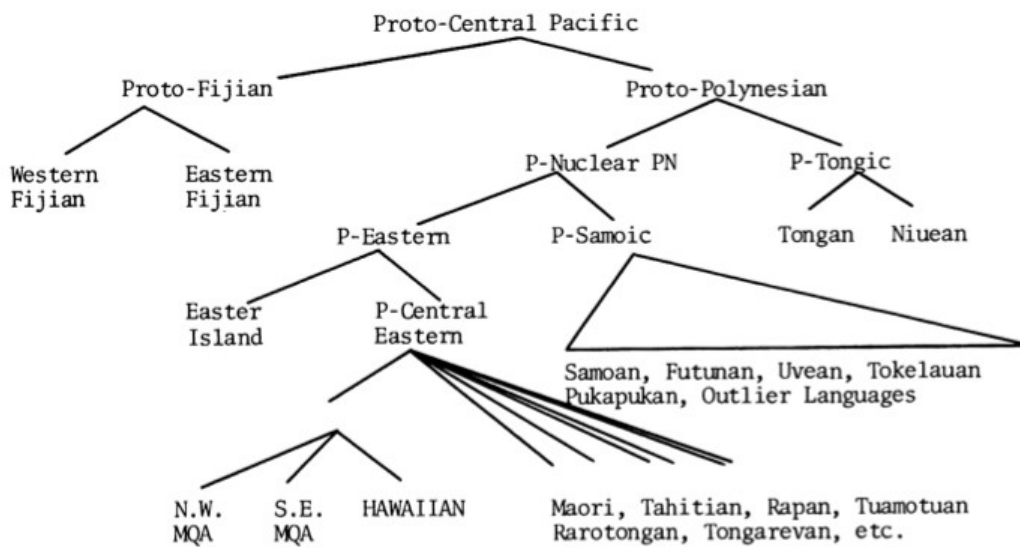 Proto-Central Pacific
Proto-Fijian
Proto-Polynesian
Western
Fijian
Eastern
Fijian
P-Nuclear PN
P-Tongic
P-Eastern
P-Samoic
Tongan
Niuean
Easter
Island
P-Central
Eastern
Samoan, Futunan, Uvean, Tokelauan
Pukapukan, Outlier Languages
N.W.
MQA
S.E.
MQA
HAWAIIAN
Maori, Tahitian, Rapan, Tuamotuan
Rarotongan, Tongarevan, etc.